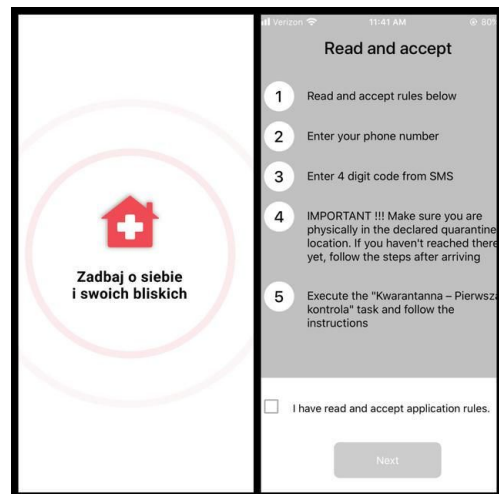 Zadbaj o siebie
i swoich bliskich
Verizon 11:41 AM 80%
Read and accept
1 Read and accept rules below
2 Enter your phone number
3 Enter 4 digit code from SMS
4 IMPORTANT !!! Make sure you are
physically in the declared quarantine
location. If you haven't reached there
yet, follow the steps after arriving
5 Execute the "Kwarantanna – Pierwsza
kontrola" task and follow the
instructions
I have read and accept application rules.
Next